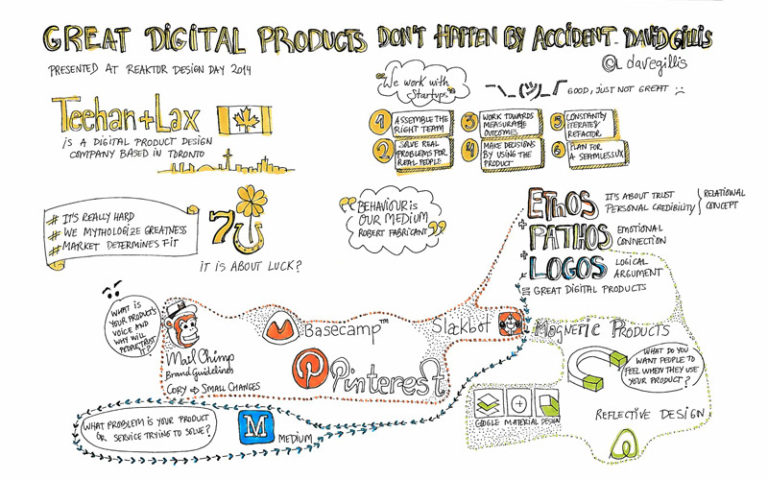 GREAT DIGITAL PRODUCTS DON'T HAPPEN BY ACCIDENT - DAVID GILLIS
@davegillis
PRESENTED AT REAKTOR DESIGN DAY 2014
Teehan+Lax
IS A DIGITAL PRODUCT DESIGN
COMPANY BASED IN TORONTO
We work with
Startups
¯\_(ツ)_/¯ GOOD, JUST NOT GREAT
1 ASSEMBLE THE
RIGHT TEAM
2 SOLVE REAL
PROBLEMS FOR
REAL PEOPLE
3 WORK TOWARDS
MEASURABLE
OUTCOMES
4 MAKE DECISIONS
BY USING THE
PRODUCT
5 CONSTANTLY
ITERATE/
REFACTOR
6 PLAN FOR
A SEAMLESS UX
# IT'S REALLY HARD
# WE MYTHOLOGIZE GREATNESS
# MARKET DETERMINES FIT
7
IT IS ABOUT LUCK?
"BEHAVIOUR IS
OUR MEDIUM"
ROBERT FABRICANT
ETHOS
IT'S ABOUT TRUST
PERSONAL CREDIBILITY
RELATIONAL
CONCEPT
+
PATHOS
EMOTIONAL
CONNECTION
+
LOGOS
LOGICAL
ARGUMENT
= GREAT DIGITAL PRODUCTS
WHAT IS
YOUR PRODUCT'S
VOICE AND
WHY WILL
PEOPLE TRUST
IT?
MailChimp
Brand Guidelines
COPY → SMALL CHANGES
Basecamp™
Pinterest
Slackbot
MAGNETIC PRODUCTS
WHAT DO YOU
WANT PEOPLE TO
FEEL WHEN THEY USE
YOUR PRODUCT?
GOOGLE MATERIAL DESIGN
REFLECTIVE DESIGN
WHAT PROBLEM IS YOUR PRODUCT
OR SERVICE TRYING TO SOLVE?
M
MEDIUM